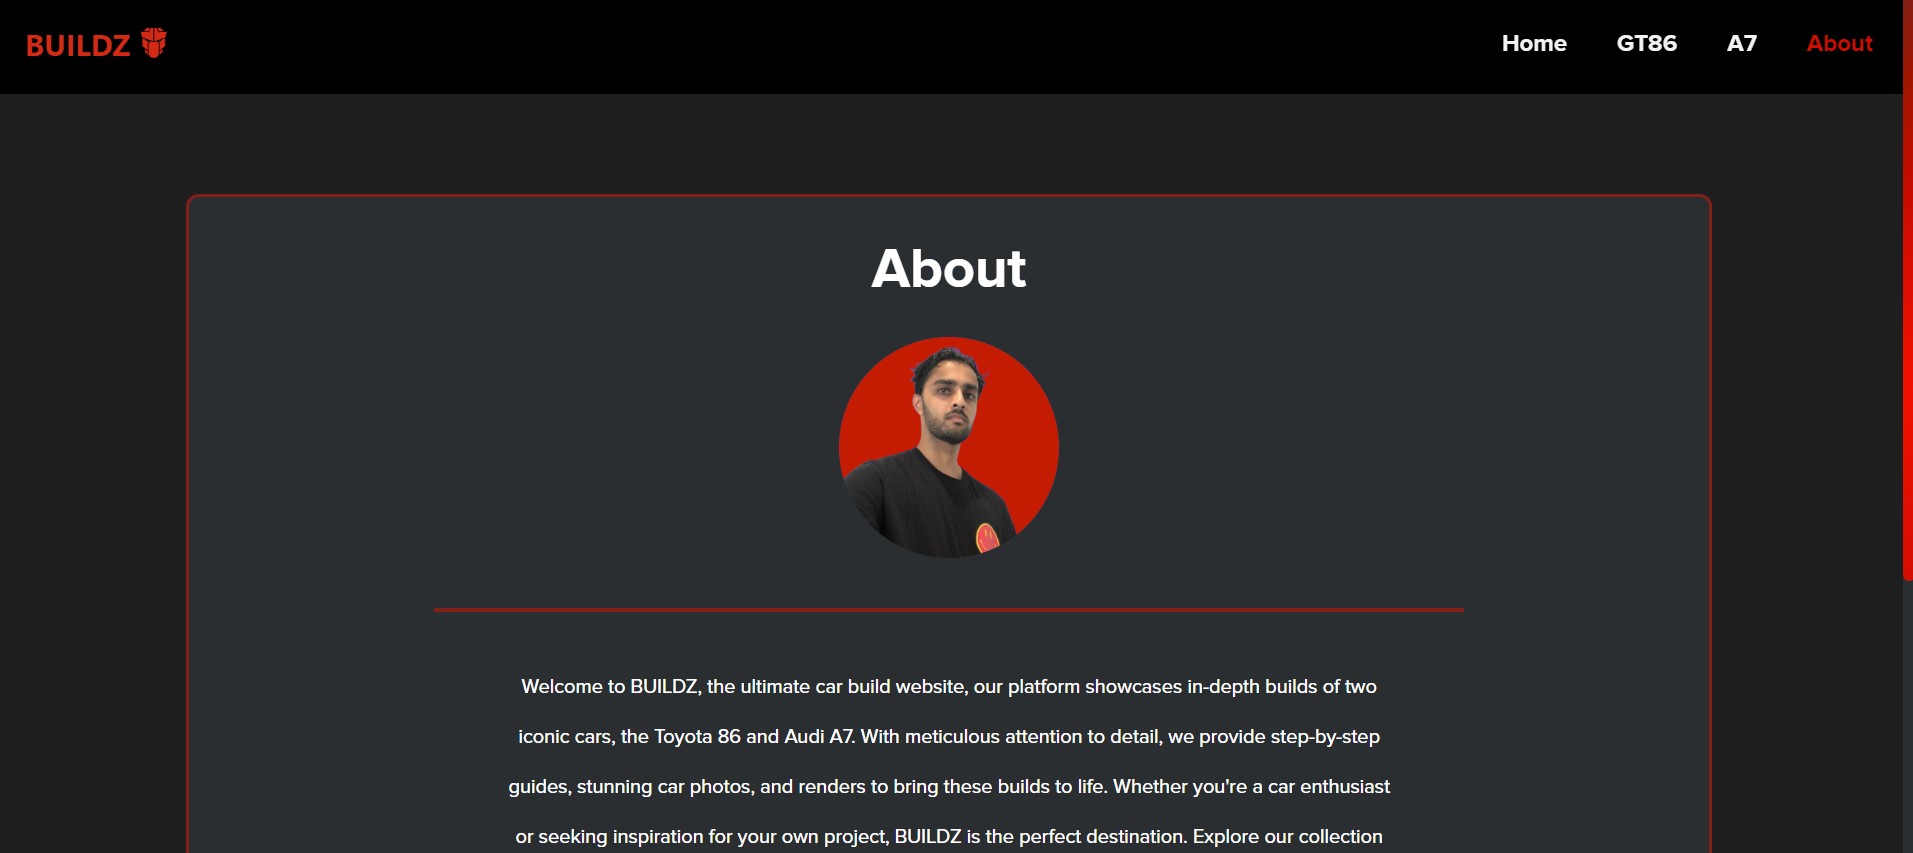 BUILDZ
Home GT86 A7 About
About
Welcome to BUILDZ, the ultimate car build website, our platform showcases in-depth builds of two
iconic cars, the Toyota 86 and Audi A7. With meticulous attention to detail, we provide step-by-step
guides, stunning car photos, and renders to bring these builds to life. Whether you're a car enthusiast
or seeking inspiration for your own project, BUILDZ is the perfect destination. Explore our collection